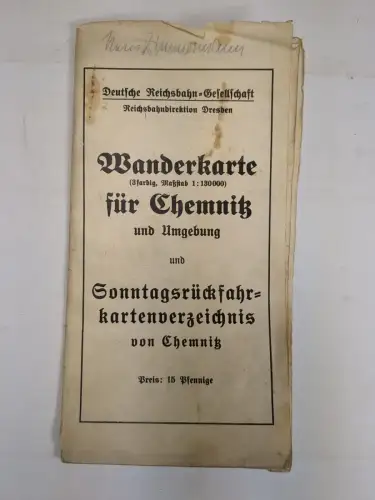 Deutsche Reichsbahn=Gesellschaft
Reichsbahndirektion Dresden
Wanderkarte
(3farbig, Maßstab 1:130000)
für Chemnitz
und Umgebung
und
Sonntagsrückfahr=
kartenverzeichnis
von Chemnitz
Preis: 15 Pfennige